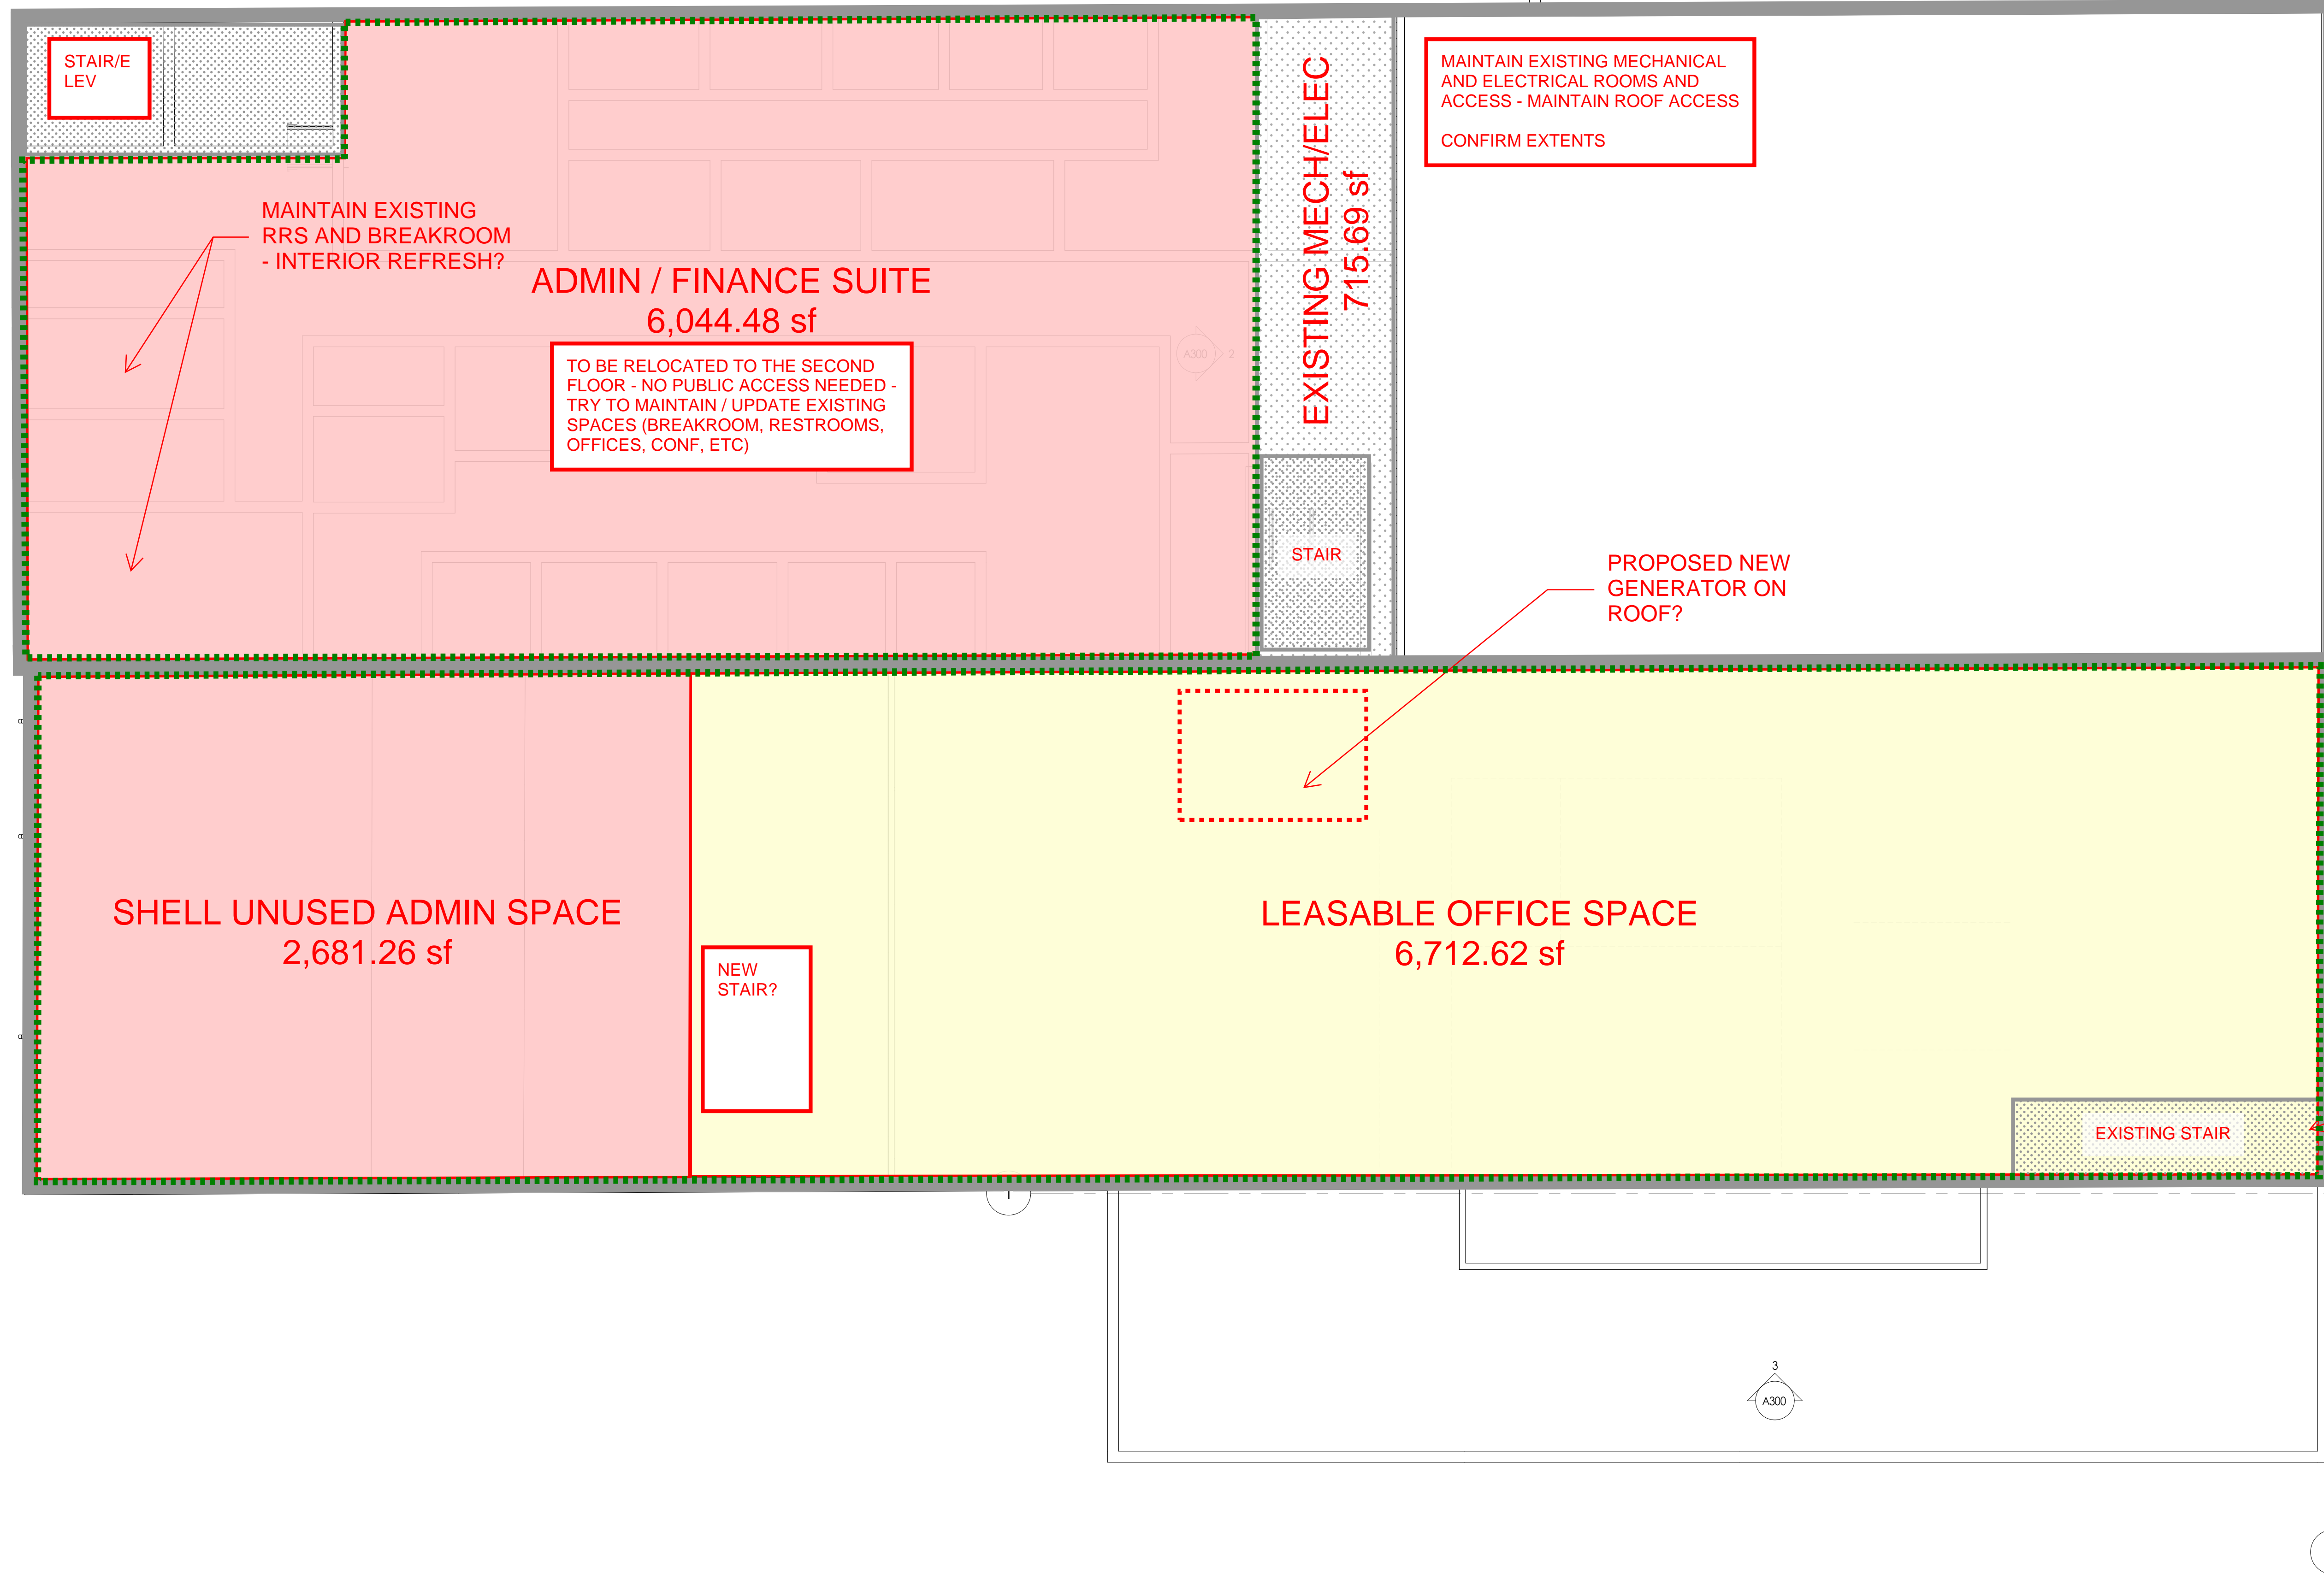 STAIR/E
LEV
MAINTAIN EXISTING
RRS AND BREAKROOM
- INTERIOR REFRESH?
ADMIN / FINANCE SUITE
6,044.48 sf
TO BE RELOCATED TO THE SECOND
FLOOR - NO PUBLIC ACCESS NEEDED -
TRY TO MAINTAIN / UPDATE EXISTING
SPACES (BREAKROOM, RESTROOMS,
OFFICES, CONF, ETC)
A300
2
EXISTING MECH/ELEC
715.69 sf
STAIR
MAINTAIN EXISTING MECHANICAL
AND ELECTRICAL ROOMS AND
ACCESS - MAINTAIN ROOF ACCESS
CONFIRM EXTENTS
PROPOSED NEW
GENERATOR ON
ROOF?
SHELL UNUSED ADMIN SPACE
2,681.26 sf
NEW
STAIR?
LEASABLE OFFICE SPACE
6,712.62 sf
EXISTING STAIR
3
A300